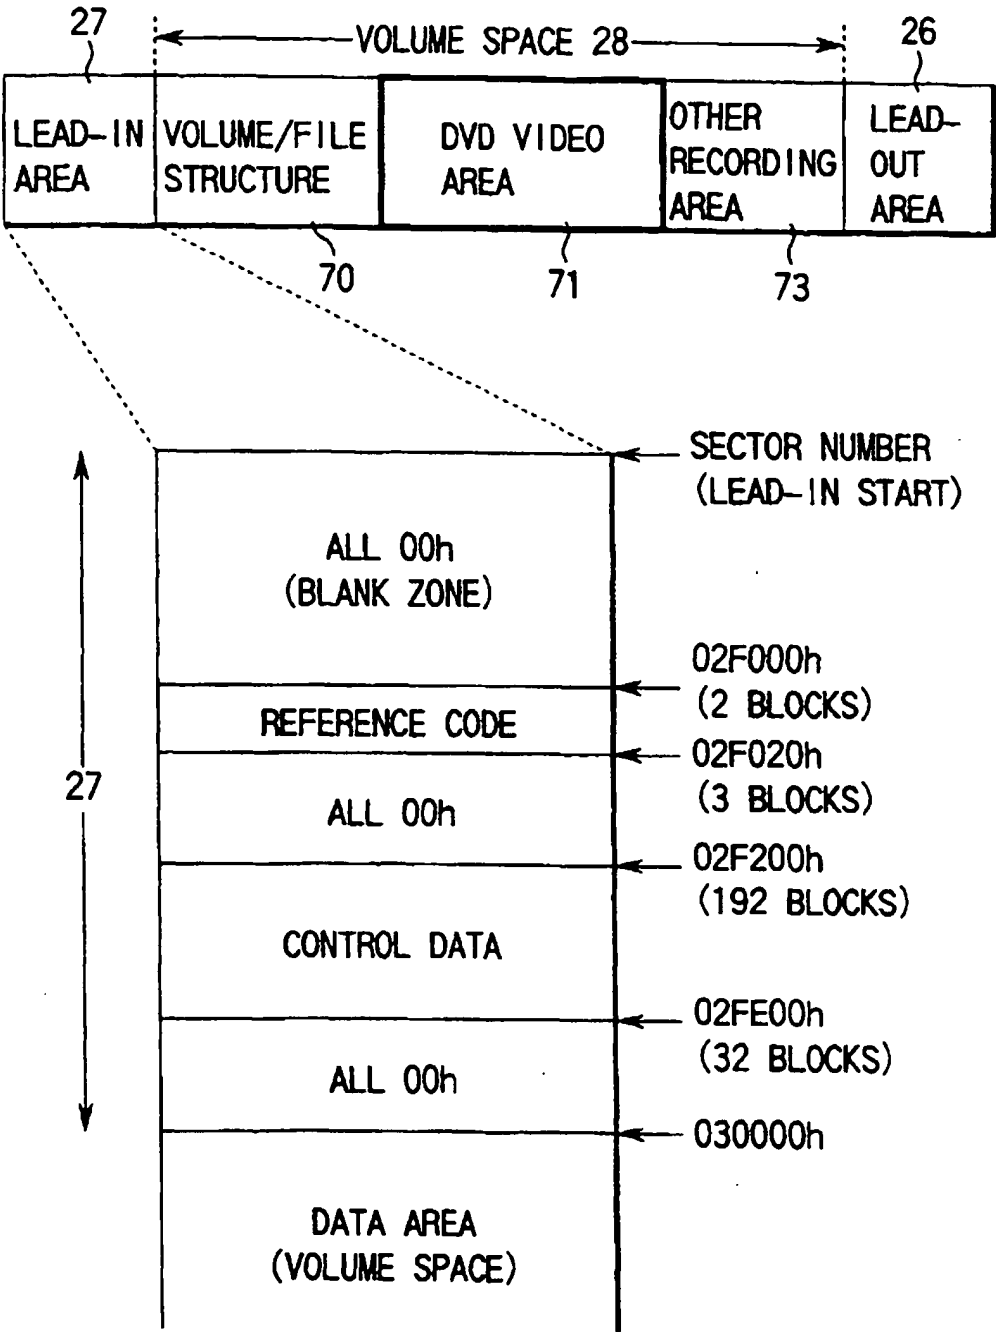 27
VOLUME SPACE 28
26
LEAD-IN
AREA
VOLUME/FILE
STRUCTURE
DVD VIDEO
AREA
OTHER
RECORDING
AREA
LEAD-
OUT
AREA
70
71
73
SECTOR NUMBER
(LEAD-IN START)
ALL 00h
(BLANK ZONE)
02F000h
(2 BLOCKS)
REFERENCE CODE
02F020h
(3 BLOCKS)
27
ALL 00h
02F200h
(192 BLOCKS)
CONTROL DATA
02FE00h
(32 BLOCKS)
ALL 00h
030000h
DATA AREA
(VOLUME SPACE)